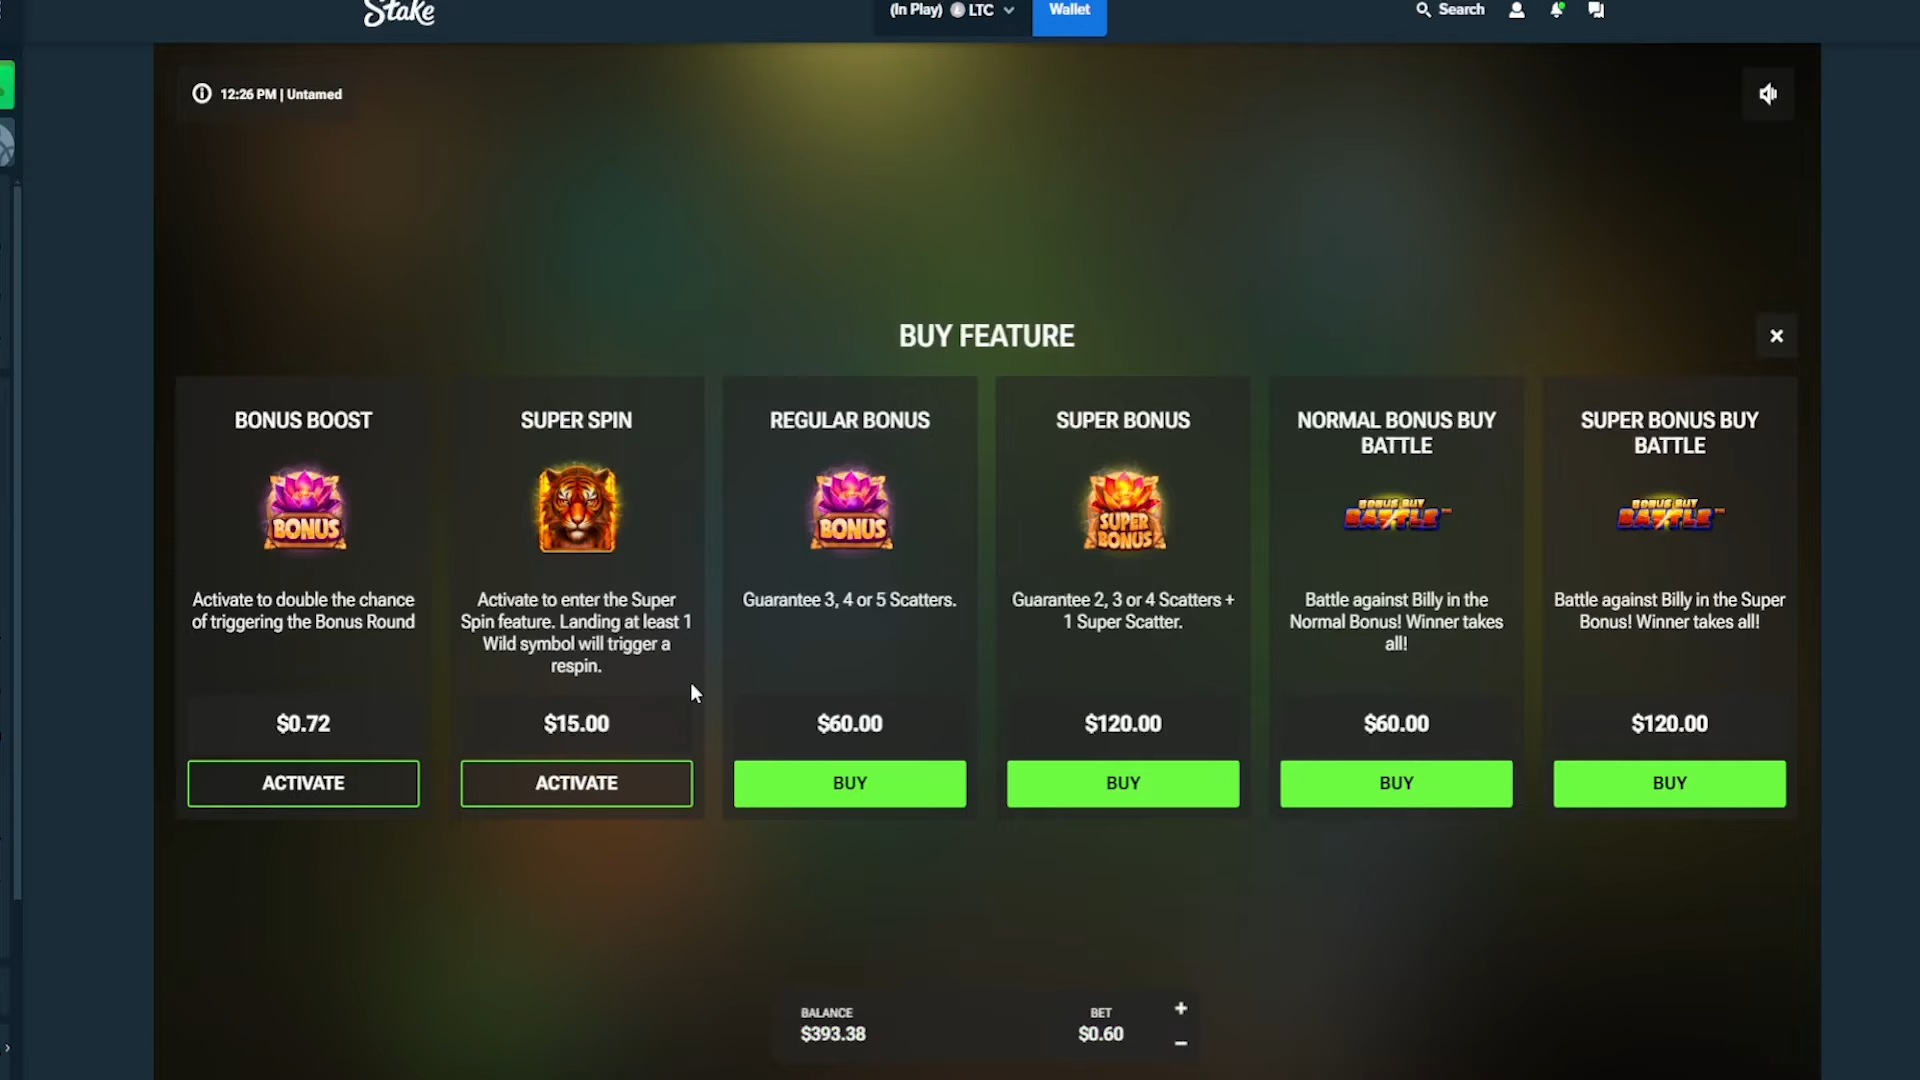 Stake
(In Play) LTC
Wallet
Search
12:26 PM | Untamed
BUY FEATURE
BONUS BOOST
BONUS
Activate to double the chance
of triggering the Bonus Round
$0.72
ACTIVATE
SUPER SPIN
Activate to enter the Super
Spin feature. Landing at least 1
Wild symbol will trigger a
respin.
$15.00
ACTIVATE
REGULAR BONUS
BONUS
Guarantee 3, 4 or 5 Scatters.
$60.00
BUY
SUPER BONUS
SUPER
BONUS
Guarantee 2, 3 or 4 Scatters +
1 Super Scatter.
$120.00
BUY
NORMAL BONUS BUY
BATTLE
BONUS BUY
BATTLE™
Battle against Billy in the
Normal Bonus! Winner takes
all!
$60.00
BUY
SUPER BONUS BUY
BATTLE
BONUS BUY
BATTLE™
Battle against Billy in the Super
Bonus! Winner takes all!
$120.00
BUY
BALANCE
$393.38
BET
$0.60